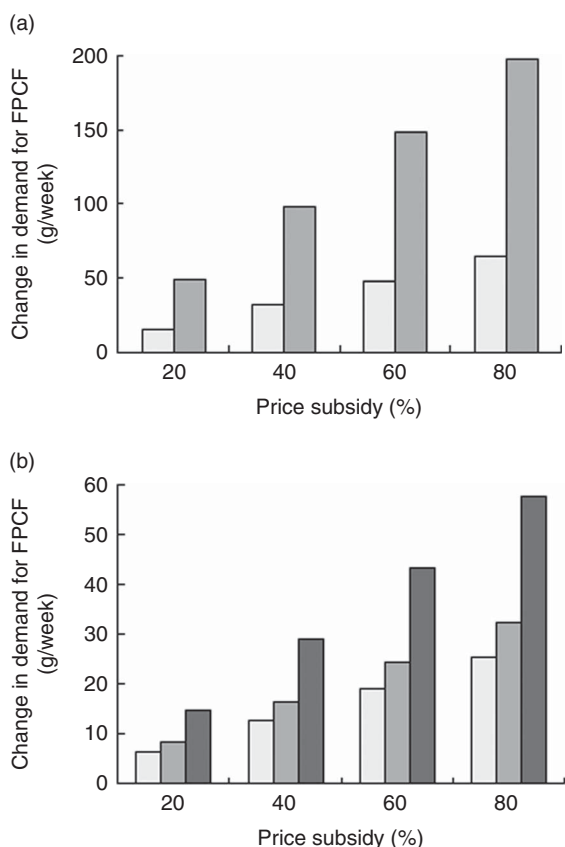 (a)
Change in demand for FPCF
(g/week)
200
150
100
50
0
20 40 60 80
Price subsidy (%)
(b)
Change in demand for FPCF
(g/week)
60
50
40
30
20
10
0
20 40 60 80
Price subsidy (%)